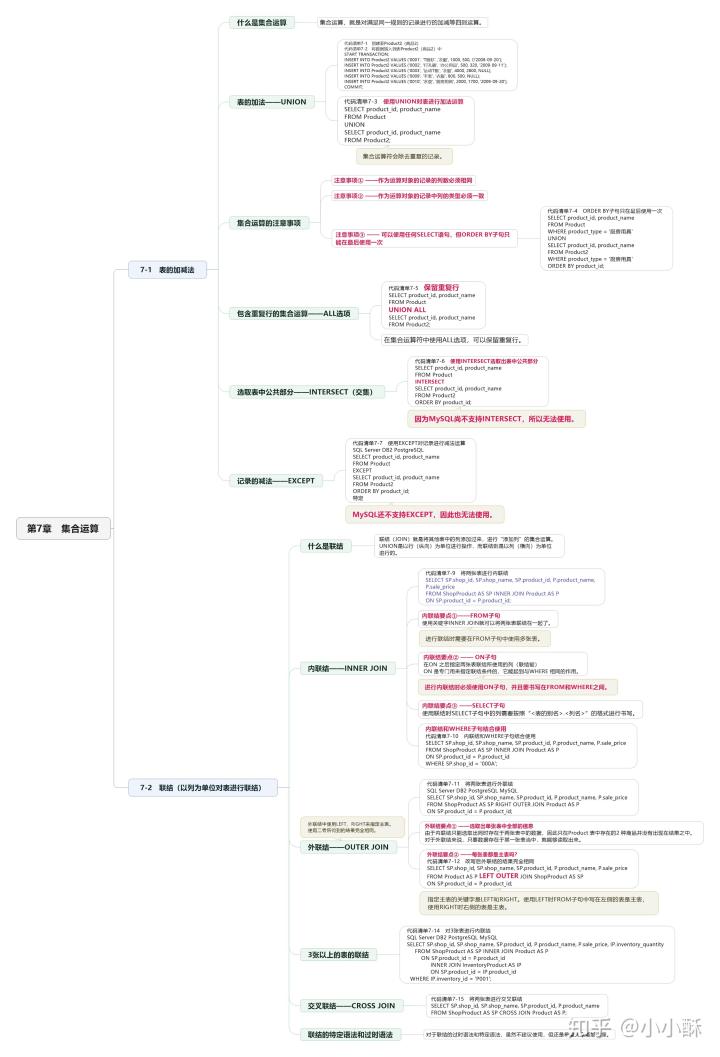 第7章 集合运算
7-1 表的加减法
什么是集合运算
集合运算，就是对满足同一规则的记录进行的加减等四则运算。
表的加法——UNION
代码清单7-1 创建表Product2（商品2）
代码清单7-2 将数据插入到表Product2（商品2）中
START TRANSACTION;
INSERT INTO Product2 VALUES ('0001', 'T恤衫', '衣服', 1000, 500, '2008-09-20');
INSERT INTO Product2 VALUES ('0002', '打孔器', '办公用品', 500, 320, '2009-09-11');
INSERT INTO Product2 VALUES ('0003', '运动T恤', '衣服', 4000, 2800, NULL);
INSERT INTO Product2 VALUES ('0009', '手套', '衣服', 800, 500, NULL);
INSERT INTO Product2 VALUES ('0010', '水壶', '厨房用具', 2000, 1700, '2009-09-20');
COMMIT;
代码清单7-3 使用UNION对表进行加法运算
SELECT product_id, product_name
FROM Product
UNION
SELECT product_id, product_name
FROM Product2;
集合运算符会除去重复的记录。
集合运算的注意事项
注意事项① ——作为运算对象的记录的列数必须相同
注意事项② ——作为运算对象的记录中列的类型必须一致
注意事项③ —— 可以使用任何SELECT语句，但ORDER BY子句只
能在最后使用一次
代码清单7-4 ORDER BY子句只在最后使用一次
SELECT product_id, product_name
FROM Product
WHERE product_type = '厨房用具'
UNION
SELECT product_id, product_name
FROM Product2
WHERE product_type = '厨房用具'
ORDER BY product_id;
包含重复行的集合运算——ALL选项
代码清单7-5 保留重复行
SELECT product_id, product_name
FROM Product
UNION ALL
SELECT product_id, product_name
FROM Product2;
在集合运算符中使用ALL选项，可以保留重复行。
选取表中公共部分——INTERSECT（交集）
代码清单7-6 使用INTERSECT选取出表中公共部分
SELECT product_id, product_name
FROM Product
INTERSECT
SELECT product_id, product_name
FROM Product2
ORDER BY product_id;
因为MySQL尚不支持INTERSECT，所以无法使用。
记录的减法——EXCEPT
代码清单7-7 使用EXCEPT对记录进行减法运算
SQL Server DB2 PostgreSQL
SELECT product_id, product_name
FROM Product
EXCEPT
SELECT product_id, product_name
FROM Product2
ORDER BY product_id;
特定
MySQL还不支持EXCEPT，因此也无法使用。
7-2 联结（以列为单位对表进行联结）
什么是联结
联结（JOIN）就是将其他表中的列添加过来，进行“添加列”的集合运算。
UNION是以行（纵向）为单位进行操作，而联结则是以列（横向）为单位
进行的。
内联结——INNER JOIN
代码清单7-9 将两张表进行内联结
SELECT SP.shop_id, SP.shop_name, SP.product_id, P.product_name,
P.sale_price
FROM ShopProduct AS SP INNER JOIN Product AS P
ON SP.product_id = P.product_id;
内联结要点①——FROM子句
使用关键字INNER JOIN就可以将两张表联结在一起了。
进行联结时需要在FROM子句中使用多张表。
内联结要点② —— ON子句
在ON 之后指定两张表联结所使用的列（联结键）
ON 是专门用来指定联结条件的，它能起到与WHERE 相同的作用。
进行内联结时必须使用ON子句，并且要书写在FROM和WHERE之间。
内联结要点③ ——SELECT子句
使用联结时SELECT子句中的列需要按照“<表的别名>.<列名>”的格式进行书写。
内联结和WHERE子句结合使用
代码清单7-10 内联结和WHERE子句结合使用
SELECT SP.shop_id, SP.shop_name, SP.product_id, P.product_name, P.sale_price
FROM ShopProduct AS SP INNER JOIN Product AS P
ON SP.product_id = P.product_id
WHERE SP.shop_id = '000A';
外联结中使用LEFT、RIGHT来指定主表。
使用二者所得到的结果完全相同。
外联结——OUTER JOIN
代码清单7-11 将两张表进行外联结
SQL Server DB2 PostgreSQL MySQL
SELECT SP.shop_id, SP.shop_name, SP.product_id, P.product_name, P.sale_price
FROM ShopProduct AS SP RIGHT OUTER JOIN Product AS P
ON SP.product_id = P.product_id;
外联结要点① ——选取出单张表中全部的信息
由于内联结只能选取出同时存在于两张表中的数据，因此只在Product 表中存在的2 种商品并没有出现在结果之中。
对于外联结来说，只要数据存在于某一张表当中，就能够读取出来。
外联结要点② ——每张表都是主表吗?
代码清单7-12 改写后外联结的结果完全相同
SELECT SP.shop_id, SP.shop_name, SP.product_id, P.product_name, P.sale_price
FROM Product AS P LEFT OUTER JOIN ShopProduct AS SP
ON SP.product_id = P.product_id;
指定主表的关键字是LEFT和RIGHT。使用LEFT时FROM子句中写在左侧的表是主表，
使用RIGHT时右侧的表是主表。
3张以上的表的联结
代码清单7-14 对3张表进行内联结
SQL Server DB2 PostgreSQL MySQL
SELECT SP.shop_id, SP.shop_name, SP.product_id, P.product_name, P.sale_price, IP.inventory_quantity
FROM ShopProduct AS SP INNER JOIN Product AS P
ON SP.product_id = P.product_id
INNER JOIN InventoryProduct AS IP
ON SP.product_id = IP.product_id
WHERE IP.inventory_id = 'P001';
交叉联结——CROSS JOIN
代码清单7-15 将两张表进行交叉联结
SELECT SP.shop_id, SP.shop_name, SP.product_id, P.product_name
FROM ShopProduct AS SP CROSS JOIN Product AS P;
联结的特定语法和过时语法
对于联结的过时语法和特定语法，虽然不建议使用，但还是希望
知乎 @小小酥